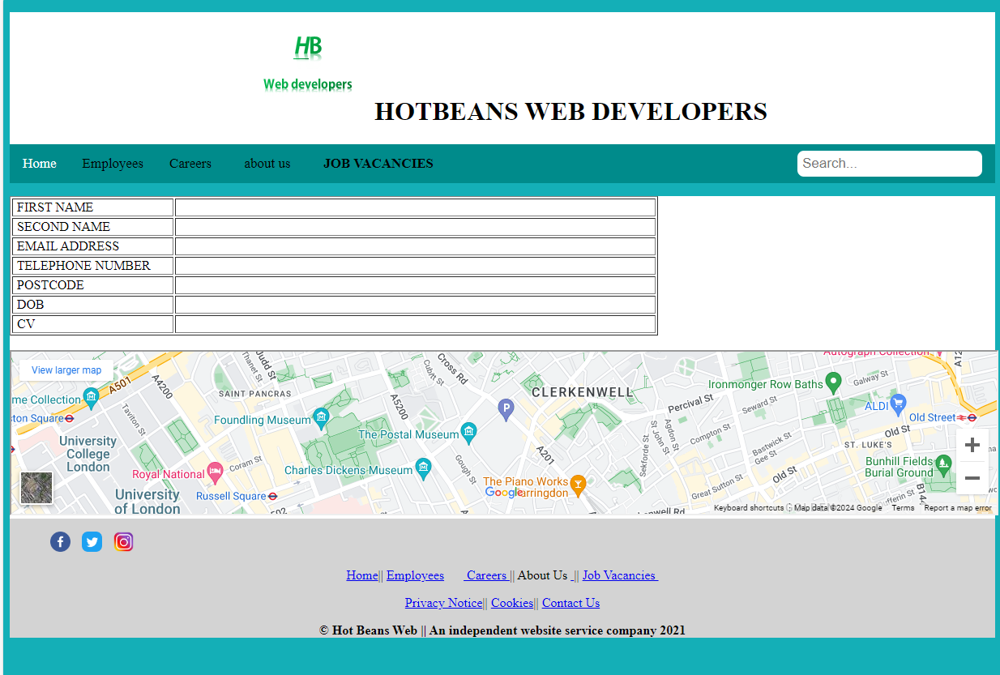 HB
Web developers
HOTBEANS WEB DEVELOPERS
Home Employees Careers about us JOB VACANCIES Search...
FIRST NAME
SECOND NAME
EMAIL ADDRESS
TELEPHONE NUMBER
POSTCODE
DOB
CV
View larger map
A501
A4200
Judd St
Thanet St
SAINT PANCRAS
Cross Rd
Cubitt St
A5200
CLERKENWELL
Percival St
Ironmonger Row Baths
Autograph Collection
Galway St
Seward St
me Collection
ton Square
Taviton St
Foundling Museum
The Postal Museum
P
ALDI
Old Street
Old St
Compton St
Agdon St
St John St
Sekforde St
Bastwick St
Gee St
ST. LUKE'S
University
College
London
Royal National
Coram St
Charles Dickens Museum
Gough St
A201
The Piano Works
Farringdon
Google
Old St
Great Sutton St
Bunhill Fields
Burial Ground
B144
University
of London
Russell Square
Keyboard shortcuts Map data ©2024 Google Terms Report a map error
Home|| Employees Careers || About Us || Job Vacancies
Privacy Notice|| Cookies|| Contact Us
© Hot Beans Web || An independent website service company 2021